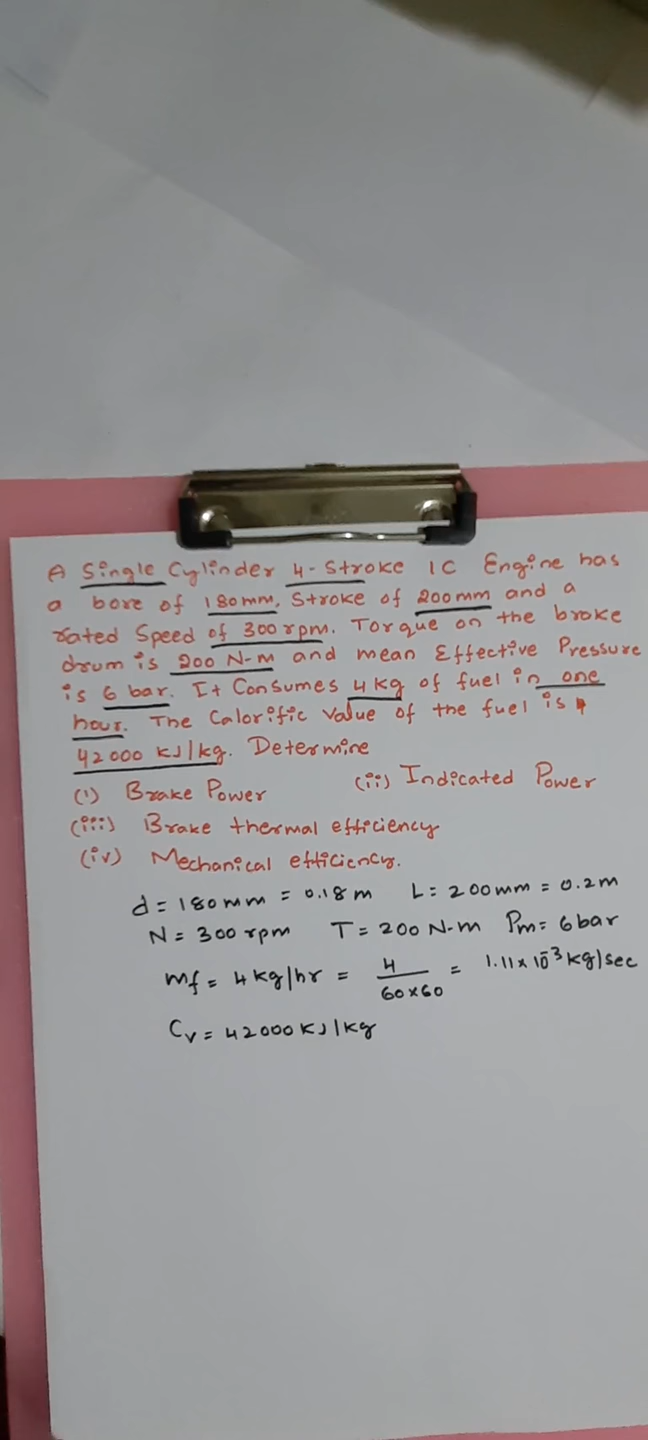 A Single Cylinder 4-Stroke IC Engine has
a bore of 180mm, Stroke of 200mm and a
rated Speed of 300 rpm. Torque on the broke
drum is 200 N-m and mean Effective Pressure
is 6 bar. It Consumes 4 kg of fuel in one
hour. The Calorific Value of the fuel is
42000 KJ/kg. Determine
(i) Brake Power (ii) Indicated Power
(iii) Brake thermal efficiency
(iv) Mechanical efficiency.
d = 180mm = 0.18m L = 200mm = 0.2m
N = 300 rpm T = 200 N-m Pm = 6 bar
mf = 4 kg/hr = 4/60×60 = 1.11×10⁻³ kg/sec
Cv = 42000 KJ/kg